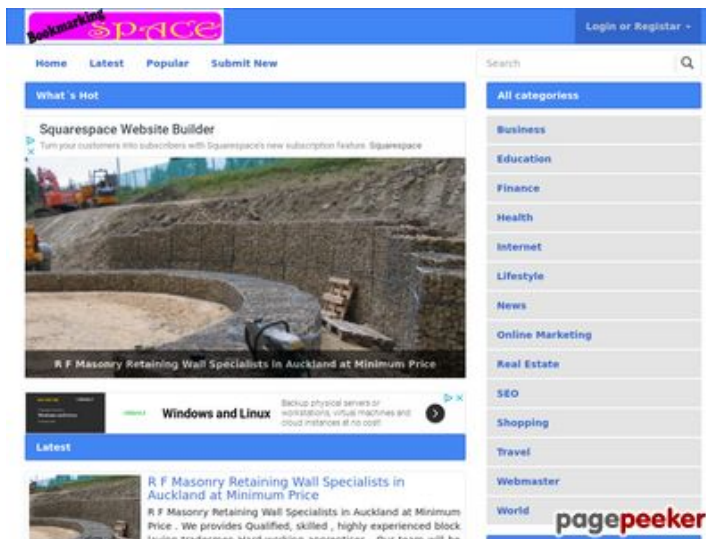 Bookmarking
SPACE
Login or Registar
Home Latest Popular Submit New
Search
What´s Hot
All categoriess
Squarespace Website Builder
Turn your customers into subscribers with Squarespace's new subscription feature. Squarespace
Business
Education
Finance
Health
Internet
Lifestyle
News
Online Marketing
Real Estate
SEO
Shopping
Travel
Webmaster
World
R F Masonry Retaining Wall Specialists in Auckland at Minimum Price
Windows and Linux
Backup physical servers or
workstations, virtual machines and
cloud instances at no cost!
Latest
R F Masonry Retaining Wall Specialists in
Auckland at Minimum Price
R F Masonry Retaining Wall Specialists in Auckland at Minimum
Price . We provides Qualified, skilled , highly experienced block
pagepeeker